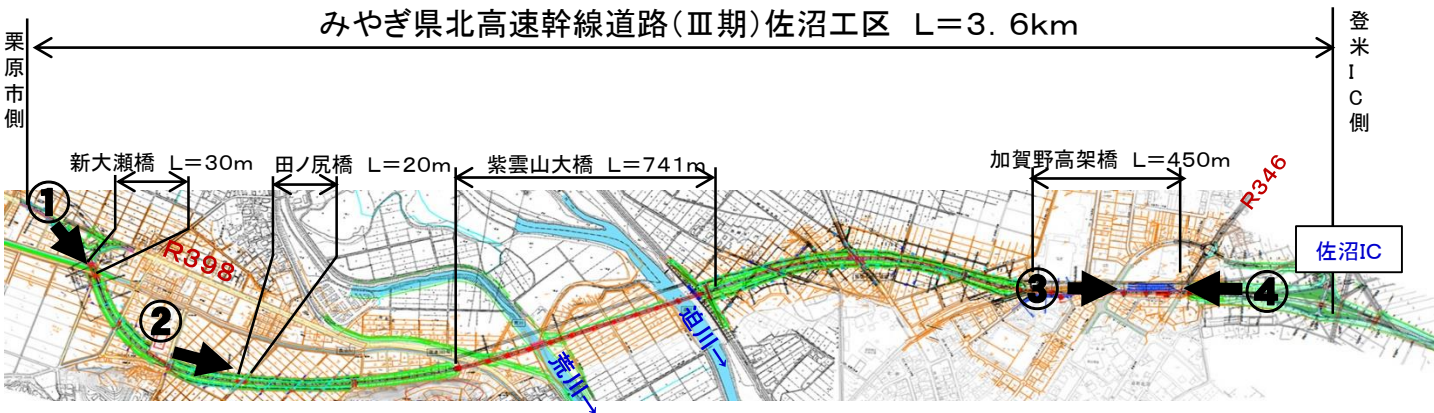 みやぎ県北高速幹線道路(Ⅲ期)佐沼工区 L=3.6km
栗原市側
登米IC側
新大瀬橋 L=30m
田ノ尻橋 L=20m
紫雲山大橋 L=741m
加賀野高架橋 L=450m
R346
①
R398
佐沼IC
②
③
④
迫川→
荒川→